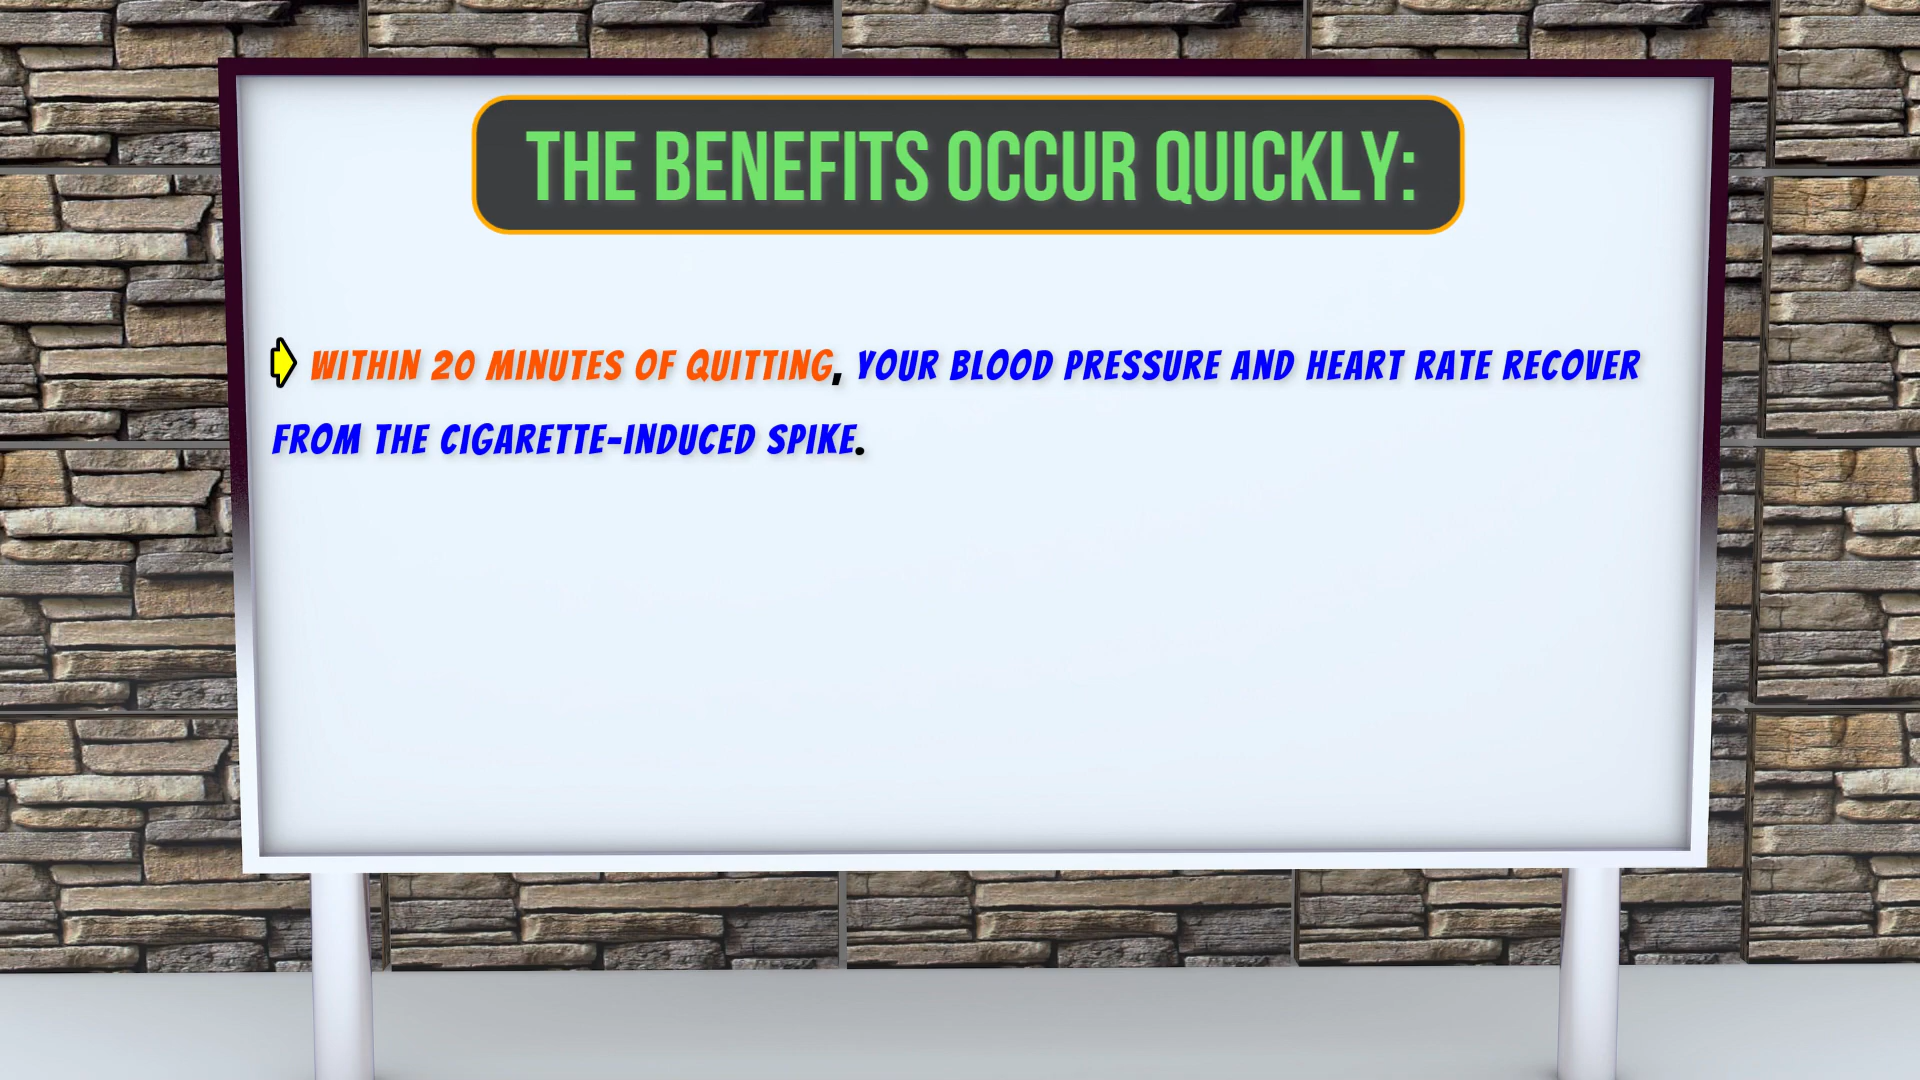 THE BENEFITS OCCUR QUICKLY:
WITHIN 20 MINUTES OF QUITTING, YOUR BLOOD PRESSURE AND HEART RATE RECOVER
FROM THE CIGARETTE-INDUCED SPIKE.